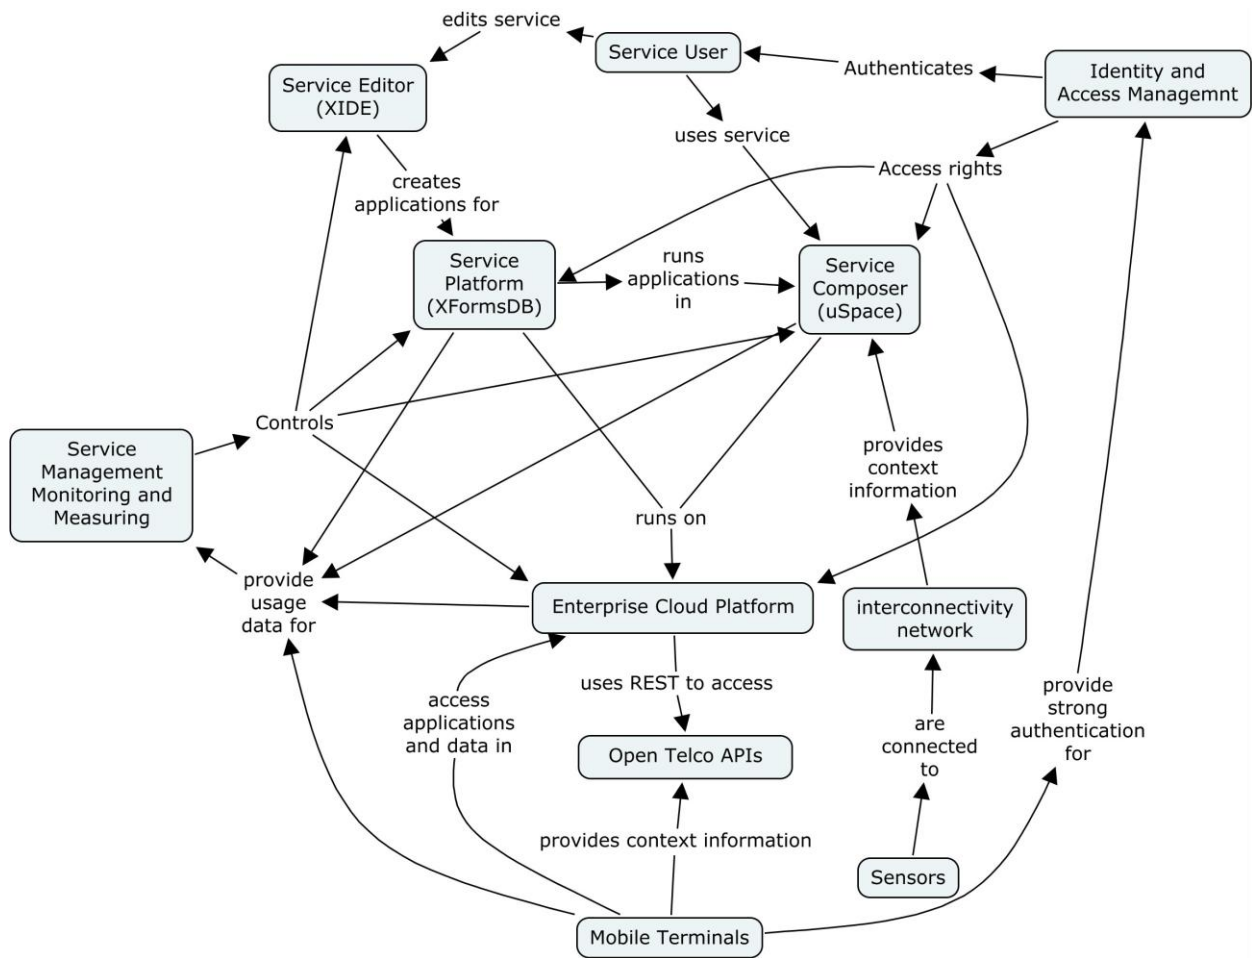 edits service
Service User
Authenticates
Identity and
Access Managemnt
Service Editor
(XIDE)
uses service
Access rights
creates
applications for
Service
Platform
(XFormsDB)
runs
applications
in
Service
Composer
(uSpace)
Controls
Service
Management
Monitoring and
Measuring
provides
context
information
runs on
provide
usage
data for
Enterprise Cloud Platform
interconnectivity
network
uses REST to access
access
applications
and data in
provide
strong
authentication
for
are
connected
to
Open Telco APIs
provides context information
Sensors
Mobile Terminals